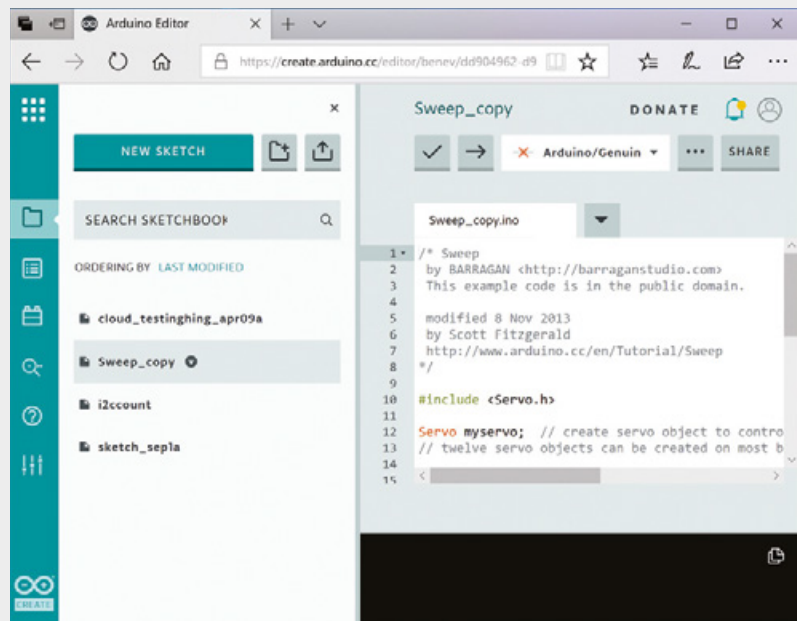 Arduino Editor
https://create.arduino.cc/editor/benev/dd904962-d9
NEW SKETCH
SEARCH SKETCHBOOK
ORDERING BY LAST MODIFIED
cloud_testinghing_apr09a
Sweep_copy
i2ccount
sketch_sep1a
CREATE
Sweep_copy
DONATE
Arduino/Genuin
SHARE
Sweep_copy.ino
1 /* Sweep
2 by BARRAGAN <http://barraganstudio.com>
3 This example code is in the public domain.
4
5 modified 8 Nov 2013
6 by Scott Fitzgerald
7 http://www.arduino.cc/en/Tutorial/Sweep
8 */
9
10 #include <Servo.h>
11
12 Servo myservo; // create servo object to contro
13 // twelve servo objects can be created on most b
14
15